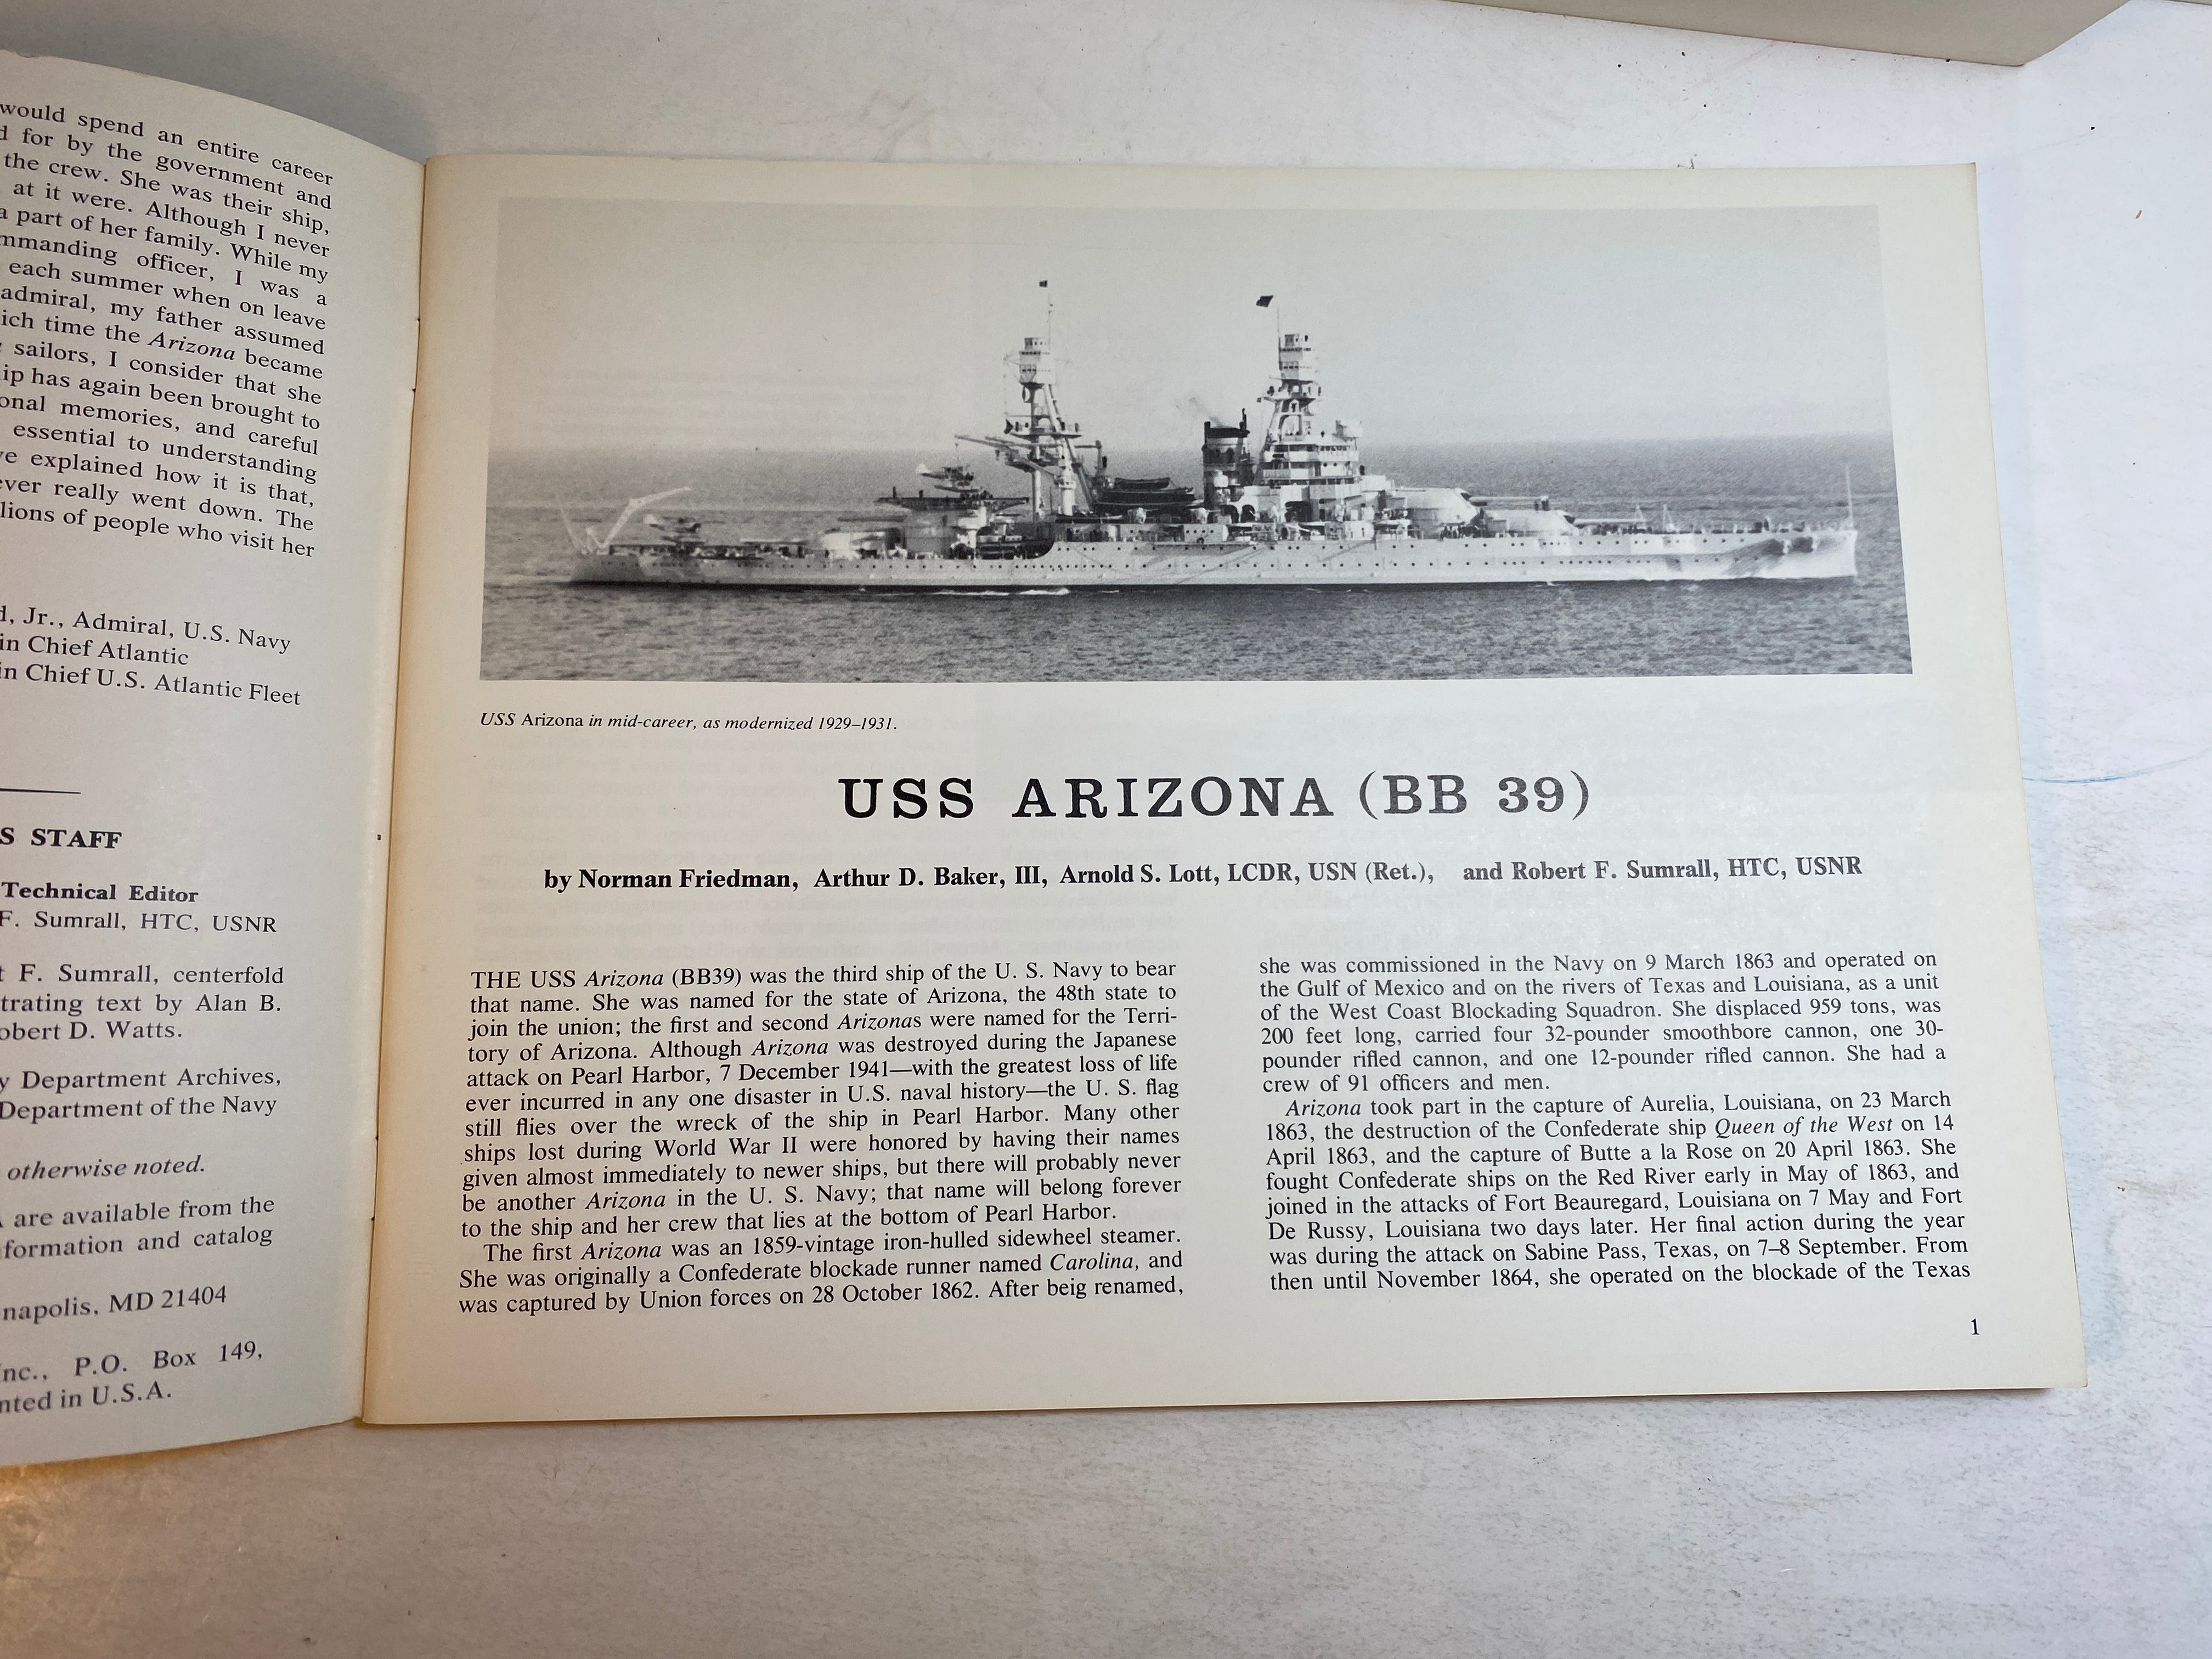 would spend an entire career
for by the government and
the crew. She was their ship,
at it were. Although I never
a part of her family. While my
officer, I was a
each summer when on leave
admiral, my father assumed
time the Arizona became
sailors, I consider that she
has again been brought to
memories, and careful
essential to understanding
explained how it is that,
really went down. The
of people who visit her
Jr., Admiral, U.S. Navy
in Chief Atlantic
in Chief U.S. Atlantic Fleet
STAFF
Technical Editor
F. Sumrall, HTC, USNR
F. Sumrall, centerfold
text by Alan B.
Robert D. Watts.
Department Archives,
Department of the Navy
otherwise noted.
are available from the
and catalog
MD 21404
P.O. Box 149,
in U.S.A.
USS Arizona in mid-career, as modernized 1929–1931.
USS ARIZONA (BB 39)
by Norman Friedman, Arthur D. Baker, III, Arnold S. Lott, LCDR, USN (Ret.), and Robert F. Sumrall, HTC, USNR
THE USS Arizona (BB39) was the third ship of the U. S. Navy to bear
that name. She was named for the state of Arizona, the 48th state to
join the union; the first and second Arizonas were named for the Terri-
tory of Arizona. Although Arizona was destroyed during the Japanese
attack on Pearl Harbor, 7 December 1941—with the greatest loss of life
ever incurred in any one disaster in U.S. naval history—the U. S. flag
still flies over the wreck of the ship in Pearl Harbor. Many other
ships lost during World War II were honored by having their names
given almost immediately to newer ships, but there will probably never
be another Arizona in the U. S. Navy; that name will belong forever
to the ship and her crew that lies at the bottom of Pearl Harbor.
The first Arizona was an 1859-vintage iron-hulled sidewheel steamer.
She was originally a Confederate blockade runner named Carolina, and
was captured by Union forces on 28 October 1862. After beig renamed,
she was commissioned in the Navy on 9 March 1863 and operated on
the Gulf of Mexico and on the rivers of Texas and Louisiana, as a unit
of the West Coast Blockading Squadron. She displaced 959 tons, was
200 feet long, carried four 32-pounder smoothbore cannon, one 30-
pounder rifled cannon, and one 12-pounder rifled cannon. She had a
crew of 91 officers and men.
Arizona took part in the capture of Aurelia, Louisiana, on 23 March
1863, the destruction of the Confederate ship Queen of the West on 14
April 1863, and the capture of Butte a la Rose on 20 April 1863. She
fought Confederate ships on the Red River early in May of 1863, and
joined in the attacks of Fort Beauregard, Louisiana on 7 May and Fort
De Russy, Louisiana two days later. Her final action during the year
was during the attack on Sabine Pass, Texas, on 7–8 September. From
then until November 1864, she operated on the blockade of the Texas
1